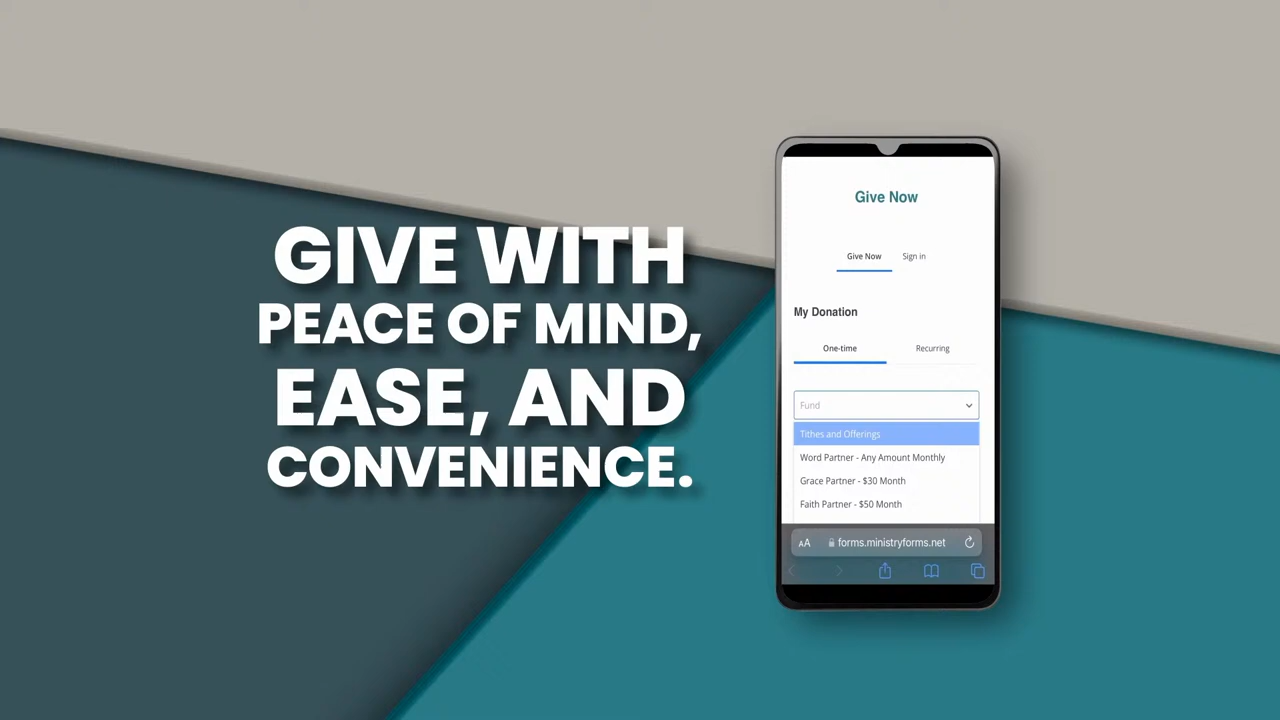 GIVE WITH
PEACE OF MIND,
EASE, AND
CONVENIENCE.
Give Now
Give Now Sign in
My Donation
One-time Recurring
Fund
Tithes and Offerings
Word Partner - Any Amount Monthly
Grace Partner - $30 Month
Faith Partner - $50 Month
AA forms.ministryforms.net